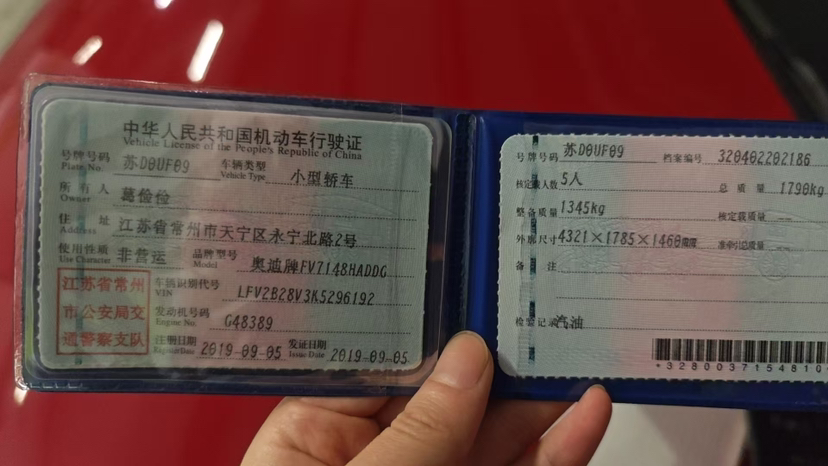 中华人民共和国机动车行驶证
Vehicle License of the People's Republic of China
号牌号码 Plate No. 苏D0UF09 车辆类型 Vehicle Type 小型轿车
所有人 Owner 葛俭俭
住址 Address 江苏省常州市天宁区永宁北路2号
使用性质 Use Character 非营运 品牌型号 Model 奥迪牌FV7148HADDG
江苏省常州
市公安局交
通警察支队
车辆识别代号 VIN LFV2B28V3K5296192
发动机号码 Engine No. G48389
注册日期 Register Date 2019-09-05 发证日期 Issue Date 2019-09-05
号牌号码 苏D0UF09 档案编号 320402202186
核定载人数 5人 总质量 1790kg
整备质量 1345kg 核定载质量 --
外廓尺寸 4321×1785×1460毫米 准牵引总质量 --
备注
检验记录 汽油